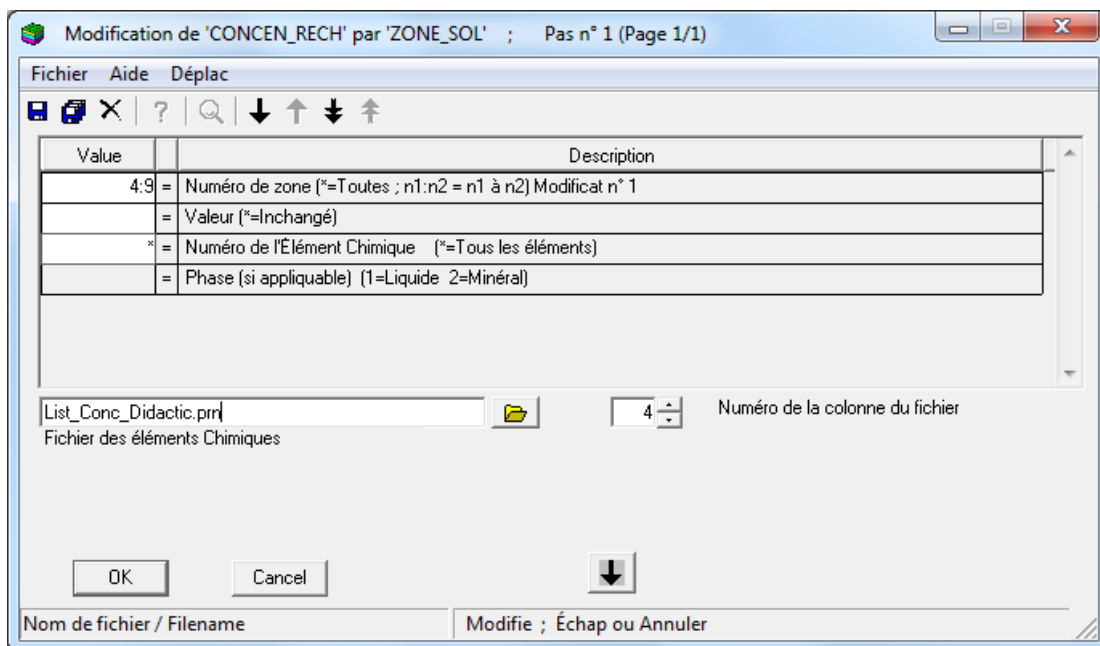 Modification de 'CONCEN_RECH' par 'ZONE_SOL' ; Pas n° 1 (Page 1/1)
Fichier Aide Déplac
Value Description
4:9 = Numéro de zone (*=Toutes ; n1:n2 = n1 à n2) Modificat n° 1
= Valeur (*=Inchangé)
* = Numéro de l'Élément Chimique (*=Tous les éléments)
= Phase (si appliquable) (1=Liquide 2=Minéral)
List_Conc_Didactic.prn 4 Numéro de la colonne du fichier
Fichier des éléments Chimiques
OK Cancel
Nom de fichier / Filename Modifie ; Échap ou Annuler